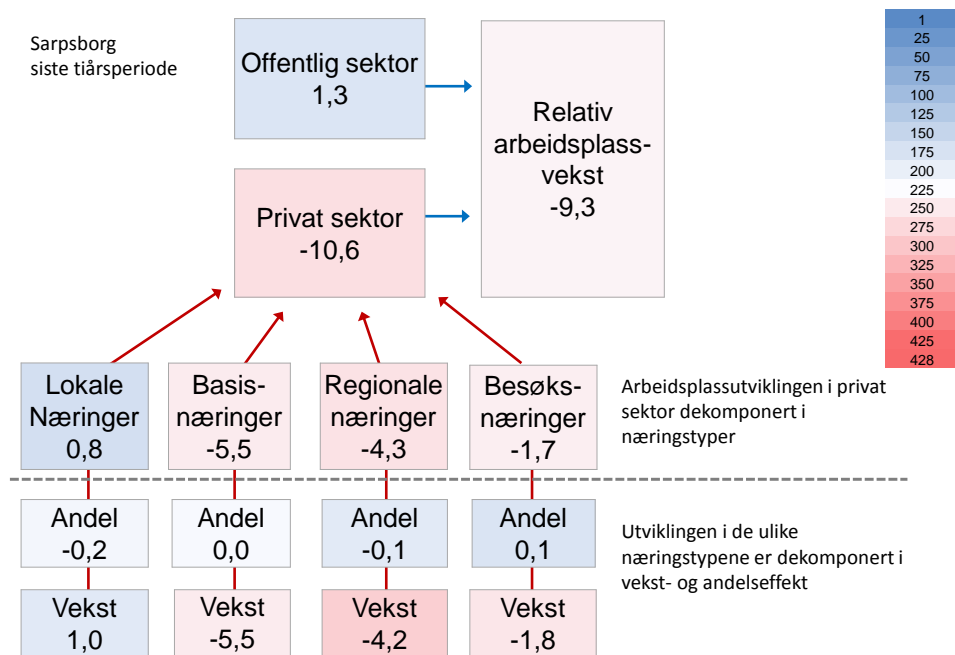 Sarpsborg
siste tiårsperiode
Offentlig sektor
1,3
Privat sektor
-10,6
Relativ
arbeidsplass-
vekst
-9,3
1
25
50
75
100
125
150
175
200
225
250
275
300
325
350
375
400
425
428
Lokale
Næringer
0,8
Basis-
næringer
-5,5
Regionale
næringer
-4,3
Besøks-
næringer
-1,7
Arbeidsplassutviklingen i privat
sektor dekomponert i
næringstyper
Andel
-0,2
Andel
0,0
Andel
-0,1
Andel
0,1
Utviklingen i de ulike
næringstypene er dekomponert i
vekst- og andelseffekt
Vekst
1,0
Vekst
-5,5
Vekst
-4,2
Vekst
-1,8